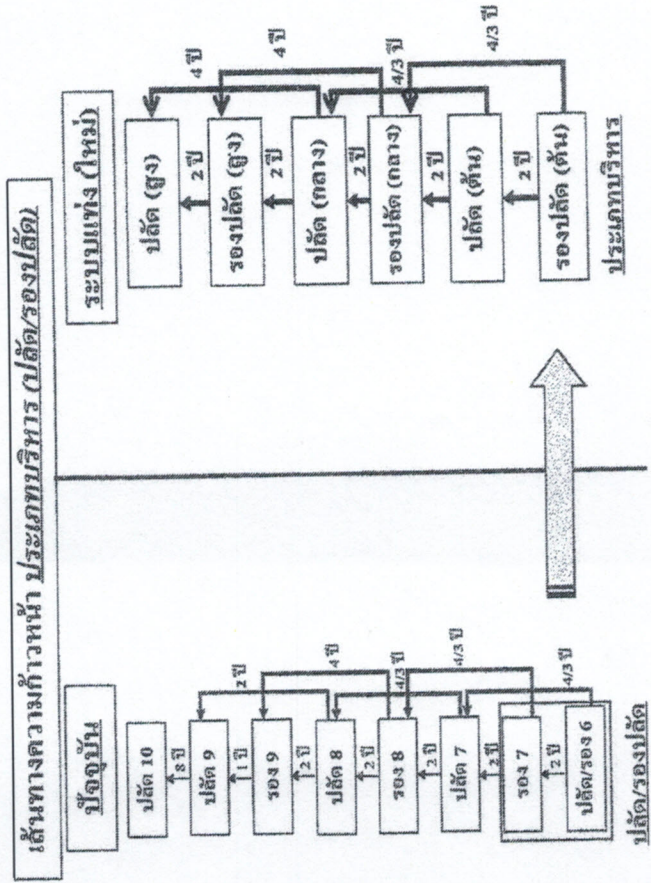 เส้นทางความก้าวหน้า ประเภทบริหาร (ปลัด/รองปลัด)
ปัจจุบัน
ปลัด 10
8 ปี
ปลัด 9
1 ปี
รอง 9
2 ปี
ปลัด 8
2 ปี
รอง 8
2 ปี
ปลัด 7
2 ปี
รอง 7
2 ปี
ปลัด/รอง 6
2 ปี
4 ปี
4/3 ปี
4/3 ปี
4/3 ปี
ปลัด/รองปลัด
ระบบแท่ง (ใหม่)
ปลัด (สูง)
2 ปี
รองปลัด (สูง)
2 ปี
ปลัด (กลาง)
2 ปี
รองปลัด (กลาง)
2 ปี
ปลัด (ต้น)
2 ปี
รองปลัด (ต้น)
4 ปี
4 ปี
4/3 ปี
4/3 ปี
ประเภทบริหาร